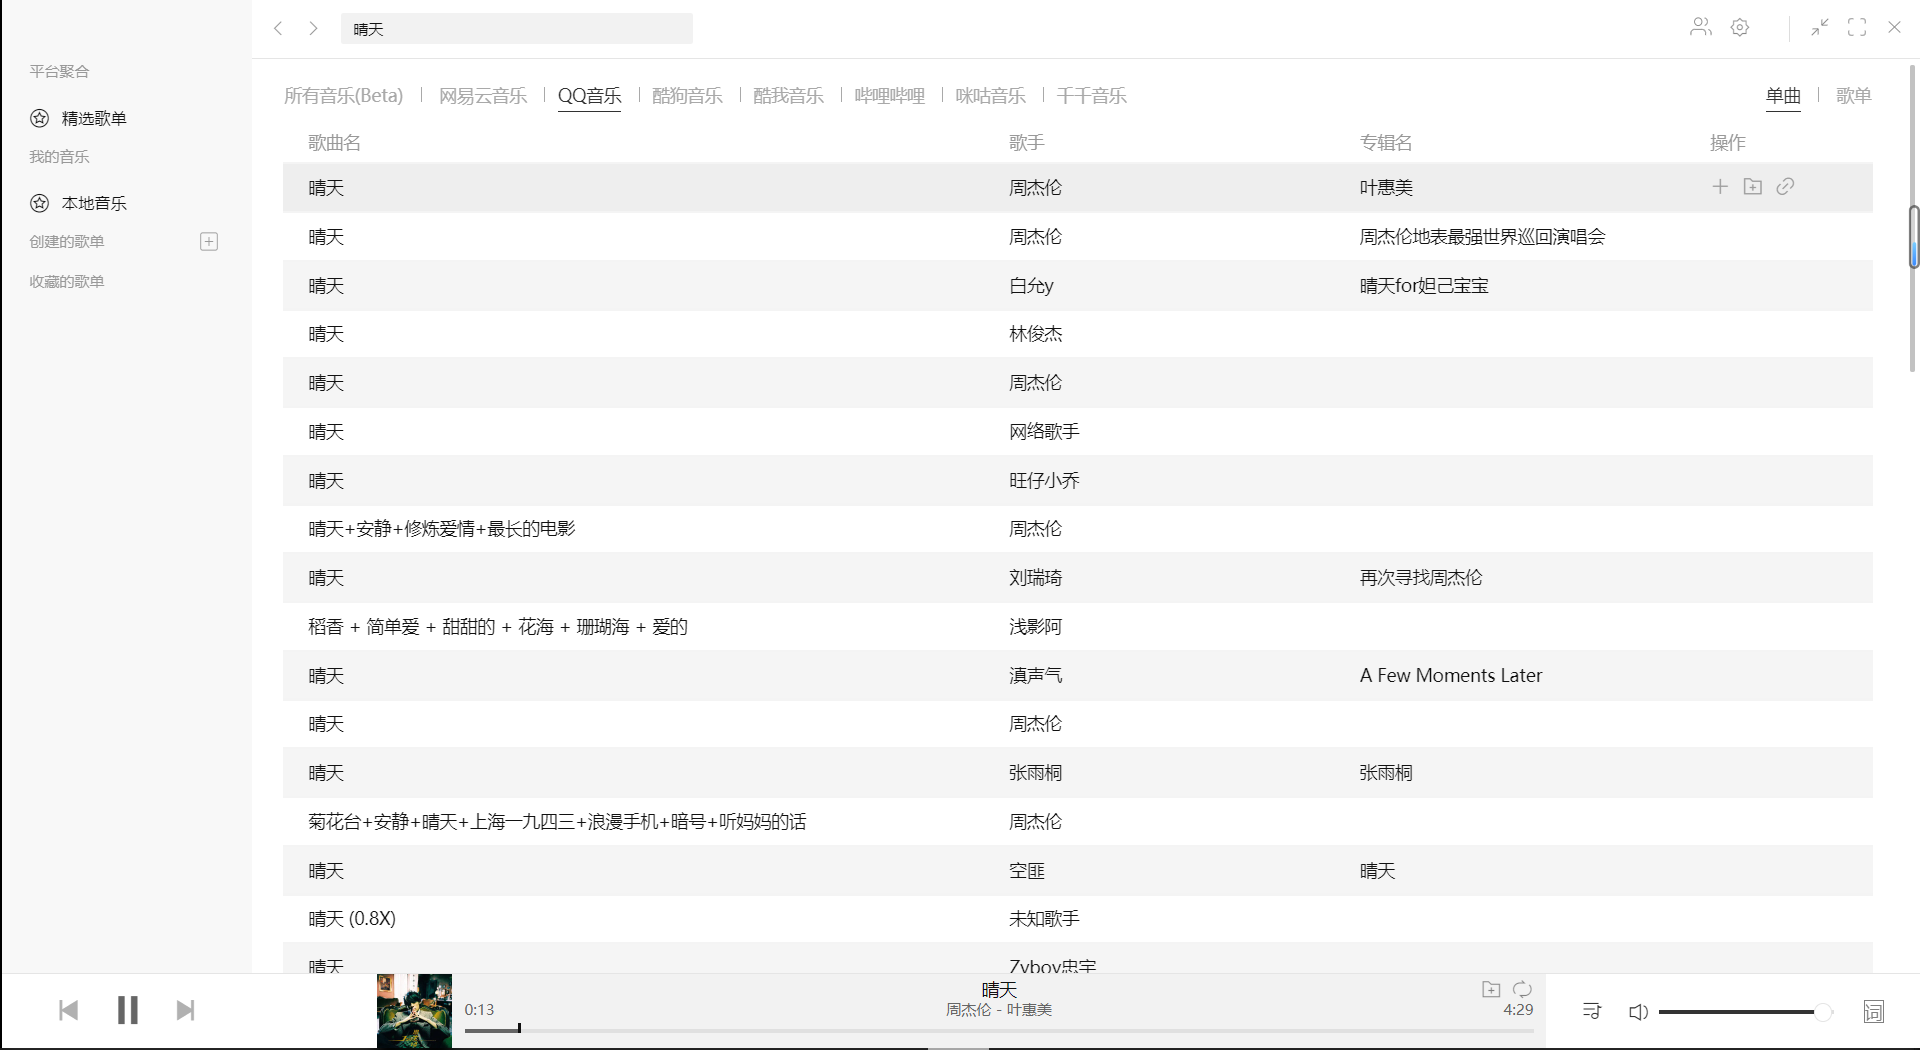 晴天
平台聚合
精选歌单
我的音乐
本地音乐
创建的歌单
收藏的歌单
所有音乐(Beta) 网易云音乐 QQ音乐 酷狗音乐 酷我音乐 哔哩哔哩 咪咕音乐 千千音乐 单曲 歌单
歌曲名 歌手 专辑名 操作
晴天 周杰伦 叶惠美
晴天 周杰伦 周杰伦地表最强世界巡回演唱会
晴天 白允y 晴天for妲己宝宝
晴天 林俊杰
晴天 周杰伦
晴天 网络歌手
晴天 旺仔小乔
晴天+安静+修炼爱情+最长的电影 周杰伦
晴天 刘瑞琦 再次寻找周杰伦
稻香 + 简单爱 + 甜甜的 + 花海 + 珊瑚海 + 爱的 浅影阿
晴天 滇声气 A Few Moments Later
晴天 周杰伦
晴天 张雨桐 张雨桐
菊花台+安静+晴天+上海一九四三+浪漫手机+暗号+听妈妈的话 周杰伦
晴天 空匪 晴天
晴天 (0.8X) 未知歌手
晴天 Zyboy忠宇
晴天
0:13 周杰伦 - 叶惠美 4:29
词